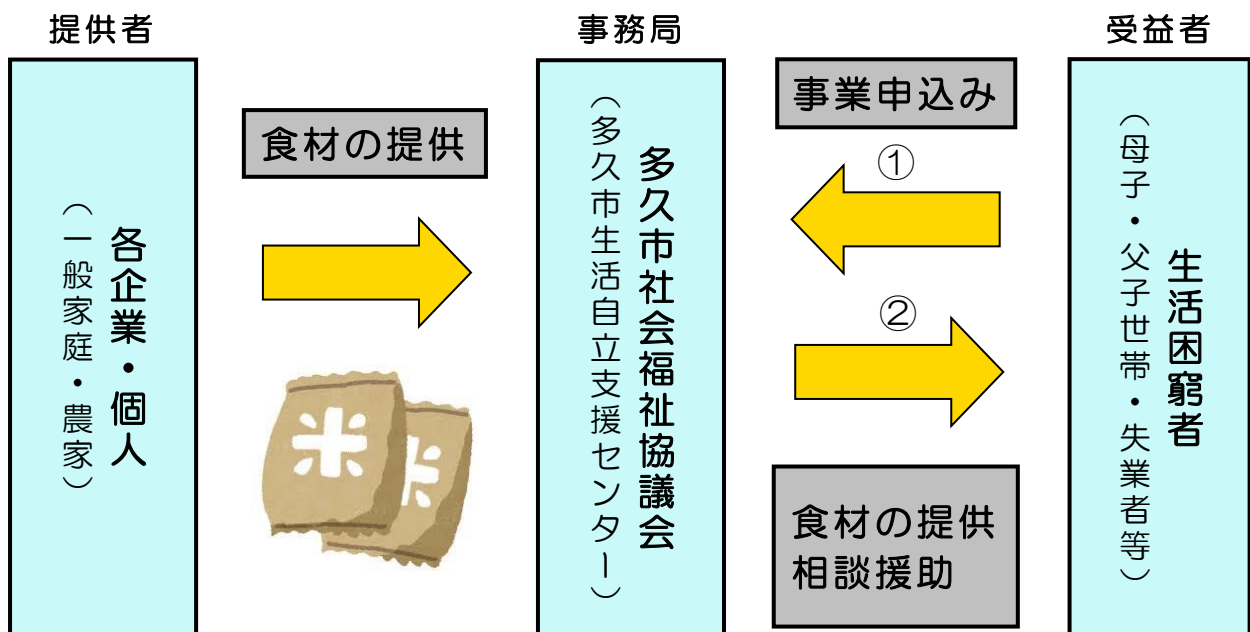 提供者
各企業・個人
（一般家庭・農家）
食材の提供
米
米
事務局
多久市社会福祉協議会
（多久市生活自立支援センター）
事業申込み
①
②
食材の提供
相談援助
受益者
生活困窮者
（母子・父子世帯・失業者等）